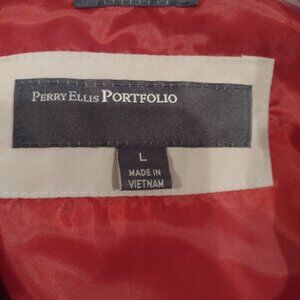 PERRY ELLIS PORTFOLIO
L
MADE IN
VIETNAM